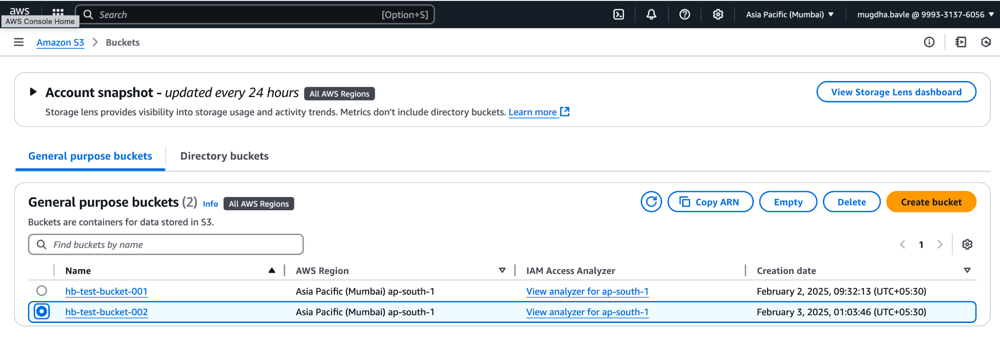 aws
Search [Option+S]
Asia Pacific (Mumbai) mugdha.bavle @ 9993-3137-6056
AWS Console Home
Amazon S3 Buckets
Account snapshot - updated every 24 hours All AWS Regions
View Storage Lens dashboard
Storage lens provides visibility into storage usage and activity trends. Metrics don't include directory buckets. Learn more
General purpose buckets Directory buckets
General purpose buckets (2) Info All AWS Regions
Copy ARN Empty Delete Create bucket
Buckets are containers for data stored in S3.
Find buckets by name
1
Name AWS Region IAM Access Analyzer Creation date
hb-test-bucket-001 Asia Pacific (Mumbai) ap-south-1 View analyzer for ap-south-1 February 2, 2025, 09:32:13 (UTC+05:30)
hb-test-bucket-002 Asia Pacific (Mumbai) ap-south-1 View analyzer for ap-south-1 February 3, 2025, 01:03:46 (UTC+05:30)